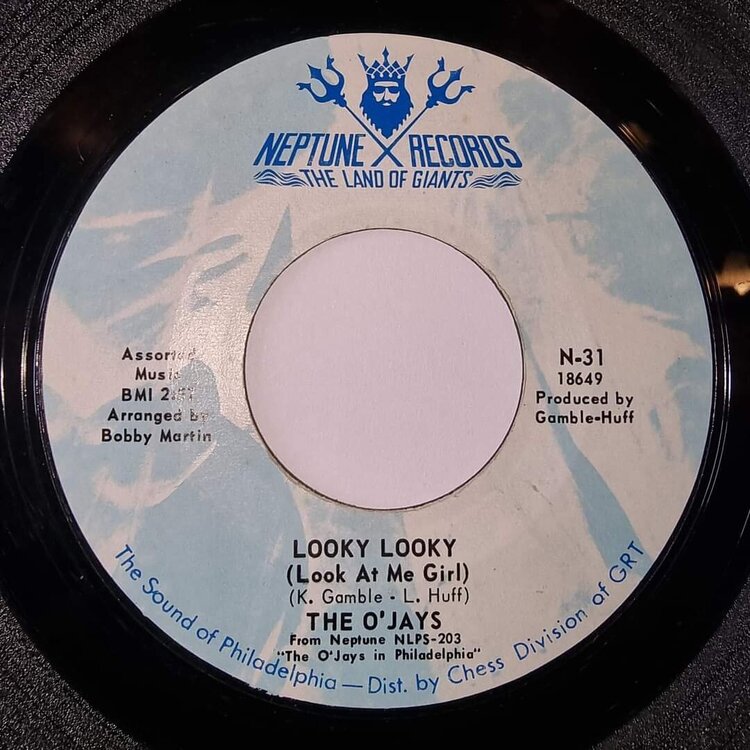 NEPTUNE RECORDS
THE LAND OF GIANTS
Assorted
Music
BMI
Arranged by
Bobby Martin
N-31
18649
Produced by
Gamble-Huff
LOOKY LOOKY
(Look At Me Girl)
(K. Gamble - L. Huff)
THE O'JAYS
From Neptune NLPS-203
"The O'Jays in Philadelphia"
The Sound of Philadelphia — Dist. by Chess Division of GRT